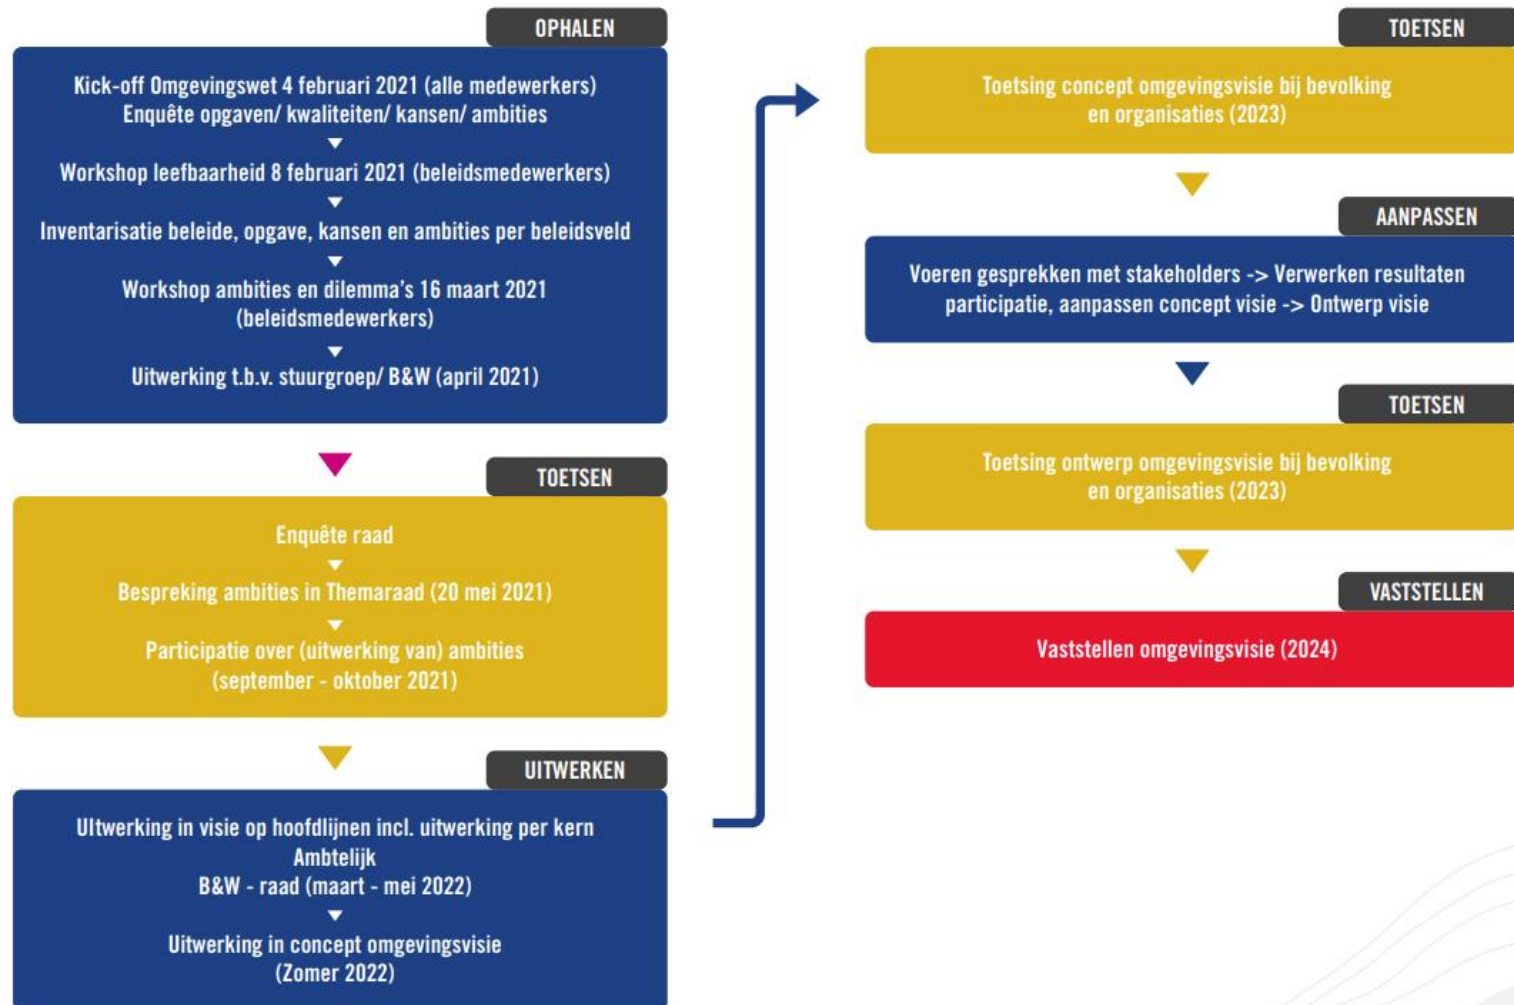 OPHALEN
Kick-off Omgevingswet 4 februari 2021 (alle medewerkers)
Enquête opgaven/ kwaliteiten/ kansen/ ambities
Workshop leefbaarheid 8 februari 2021 (beleidsmedewerkers)
Inventarisatie beleide, opgave, kansen en ambities per beleidsveld
Workshop ambities en dilemma's 16 maart 2021
(beleidsmedewerkers)
Uitwerking t.b.v. stuurgroep/ B&W (april 2021)
TOETSEN
Enquête raad
Bespreking ambities in Themaraad (20 mei 2021)
Participatie over (uitwerking van) ambities
(september - oktober 2021)
UITWERKEN
UItwerking in visie op hoofdlijnen incl. uitwerking per kern
Ambtelijk
B&W - raad (maart - mei 2022)
Uitwerking in concept omgevingsvisie
(Zomer 2022)
TOETSEN
Toetsing concept omgevingsvisie bij bevolking
en organisaties (2023)
AANPASSEN
Voeren gesprekken met stakeholders -> Verwerken resultaten
participatie, aanpassen concept visie -> Ontwerp visie
TOETSEN
Toetsing ontwerp omgevingsvisie bij bevolking
en organisaties (2023)
VASTSTELLEN
Vaststellen omgevingsvisie (2024)